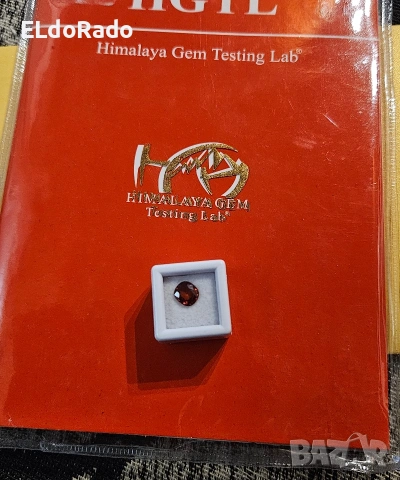 ELdoRado
HGTL
Himalaya Gem Testing Lab®
HIMALAYA GEM
Testing Lab®
BAZAR